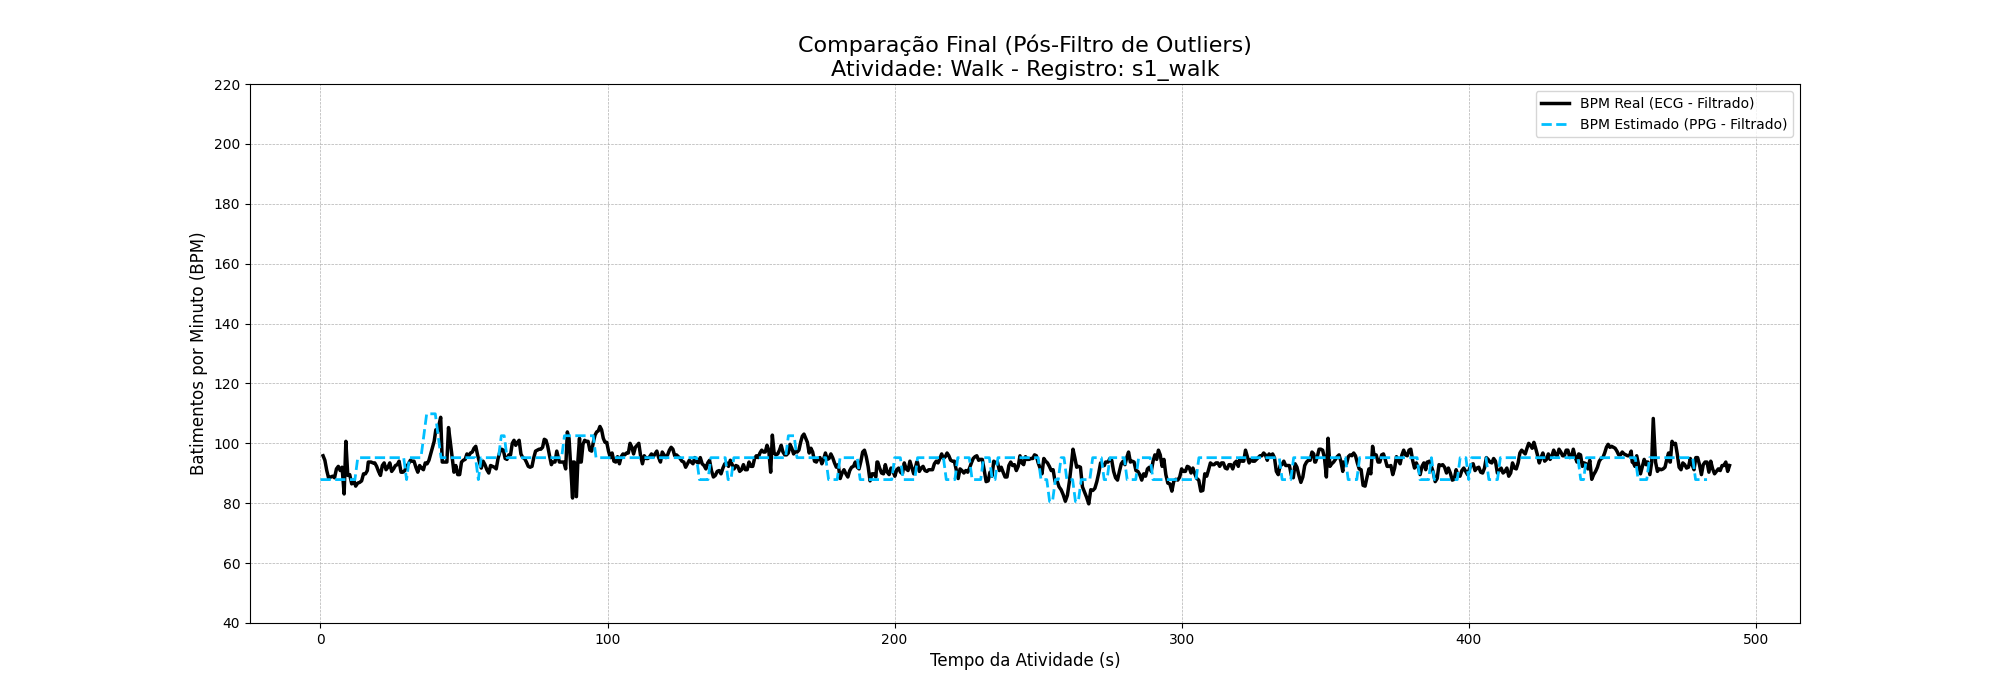 Comparação Final (Pós-Filtro de Outliers)
Atividade: Walk - Registro: s1_walk
BPM Real (ECG - Filtrado)
BPM Estimado (PPG - Filtrado)
Batimentos por Minuto (BPM)
220
200
180
160
140
120
100
80
60
40
0
100
200
300
400
500
Tempo da Atividade (s)